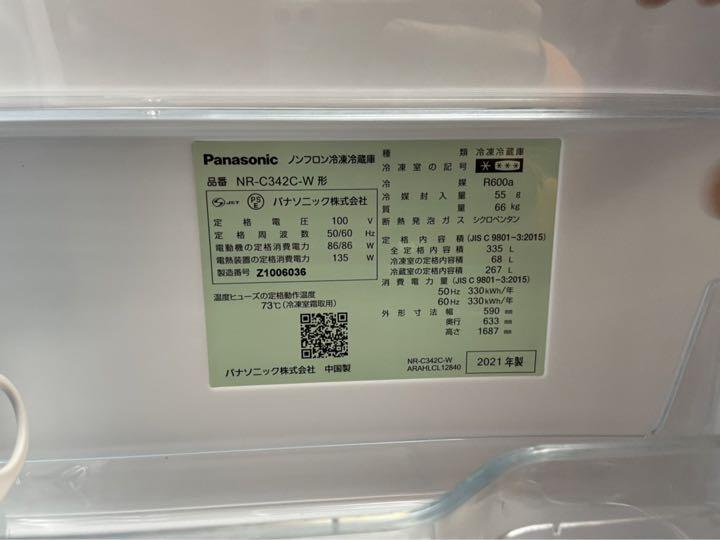 Panasonic ノンフロン冷凍冷蔵庫
品番 NR-C342C-W 形
JET PSE パナソニック株式会社
定格電圧 100 V
定格周波数 50/60 Hz
電動機の定格消費電力 86/86 W
電熱装置の定格消費電力 135 W
製造番号 Z1006036
温度ヒューズの定格動作温度
73℃(冷凍室霜取用)
パナソニック株式会社 中国製
種類 冷凍冷蔵庫
冷凍室の記号 * ***
冷媒 R600a
冷媒封入量 55 g
質量 66 kg
断熱発泡ガス シクロペンタン
定格内容積 (JIS C 9801-3:2015)
全定格内容積 335 L
冷凍室の定格内容積 68 L
冷蔵室の定格内容積 267 L
消費電力量 (JIS C 9801-3:2015)
50Hz 330kWh/年
60Hz 330kWh/年
外形寸法 幅 590 mm
奥行 633 mm
高さ 1687 mm
NR-C342C-W
ARAHLCL12840
2021年製